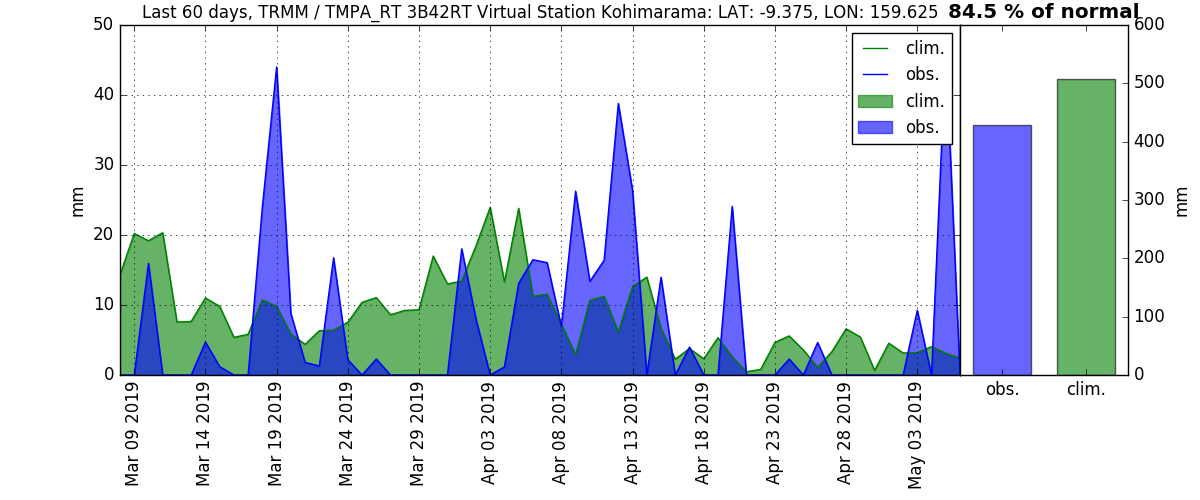 Last 60 days, TRMM / TMPA_RT 3B42RT Virtual Station Kohimarama: LAT: -9.375, LON: 159.625 84.5 % of normal
50
40
30
20
10
0
mm
clim.
obs.
clim.
obs.
600
500
400
300
200
100
0
mm
obs.
clim.
Mar 09 2019
Mar 14 2019
Mar 19 2019
Mar 24 2019
Mar 29 2019
Apr 03 2019
Apr 08 2019
Apr 13 2019
Apr 18 2019
Apr 23 2019
Apr 28 2019
May 03 2019